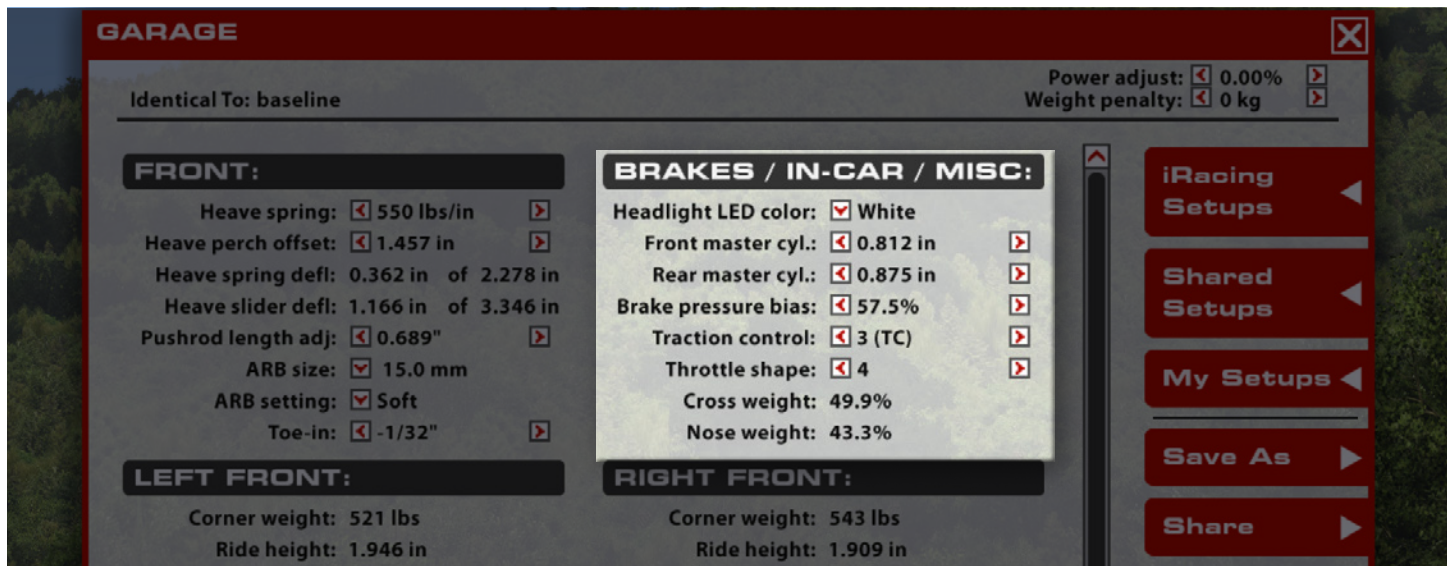 GARAGE
Identical To: baseline
Power adjust: 0.00%
Weight penalty: 0 kg
FRONT:
Heave spring: 550 lbs/in
Heave perch offset: 1.457 in
Heave spring defl: 0.362 in of 2.278 in
Heave slider defl: 1.166 in of 3.346 in
Pushrod length adj: 0.689"
ARB size: 15.0 mm
ARB setting: Soft
Toe-in: -1/32"
BRAKES / IN-CAR / MISC:
Headlight LED color: White
Front master cyl.: 0.812 in
Rear master cyl.: 0.875 in
Brake pressure bias: 57.5%
Traction control: 3 (TC)
Throttle shape: 4
Cross weight: 49.9%
Nose weight: 43.3%
LEFT FRONT:
Corner weight: 521 lbs
Ride height: 1.946 in
RIGHT FRONT:
Corner weight: 543 lbs
Ride height: 1.909 in
iRacing
Setups
Shared
Setups
My Setups
Save As
Share